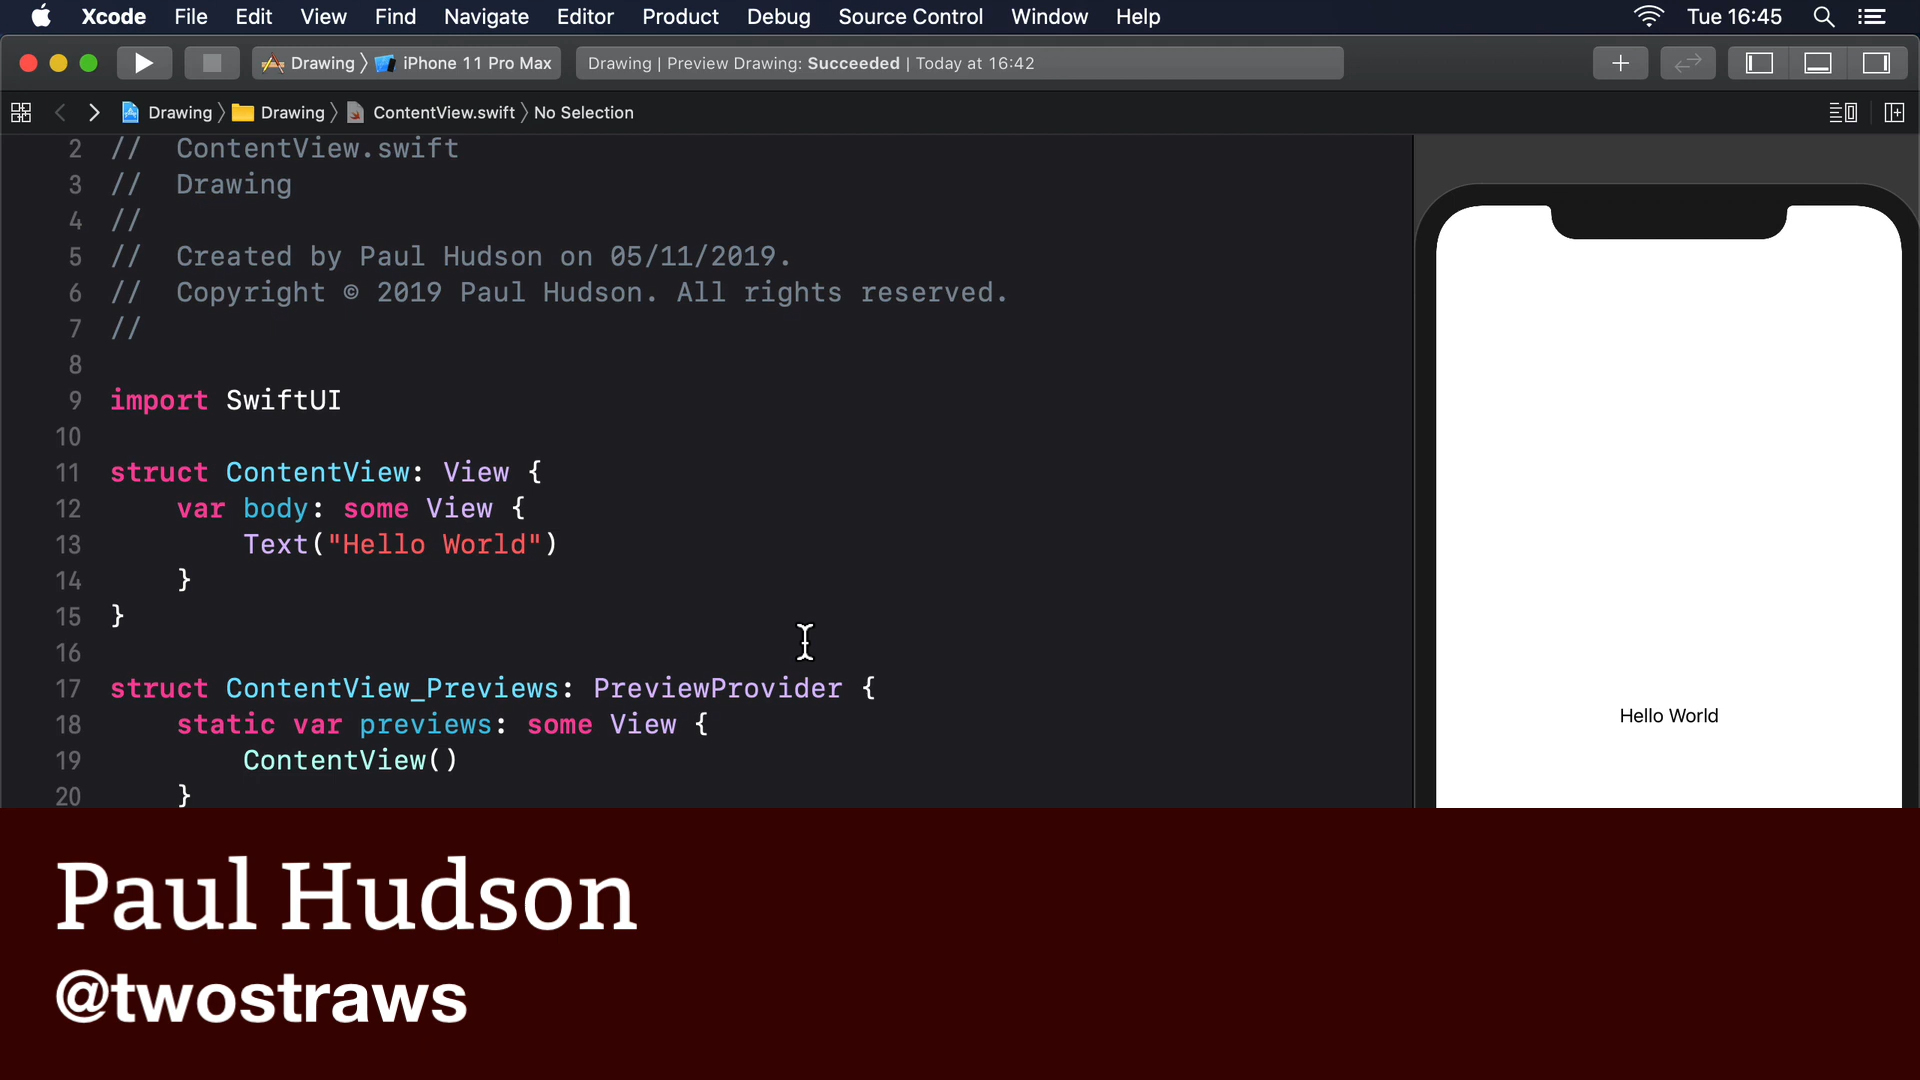 Xcode File Edit View Find Navigate Editor Product Debug Source Control Window Help Tue 16:45
Drawing iPhone 11 Pro Max Drawing | Preview Drawing: Succeeded | Today at 16:42
Drawing Drawing ContentView.swift No Selection
2 //  ContentView.swift
3 //  Drawing
4 //
5 //  Created by Paul Hudson on 05/11/2019.
6 //  Copyright © 2019 Paul Hudson. All rights reserved.
7 //
8
9 import SwiftUI
10
11 struct ContentView: View {
12     var body: some View {
13         Text("Hello World")
14     }
15 }
16
17 struct ContentView_Previews: PreviewProvider {
18     static var previews: some View {
19         ContentView()
20     }
Hello World
Paul Hudson
@twostraws